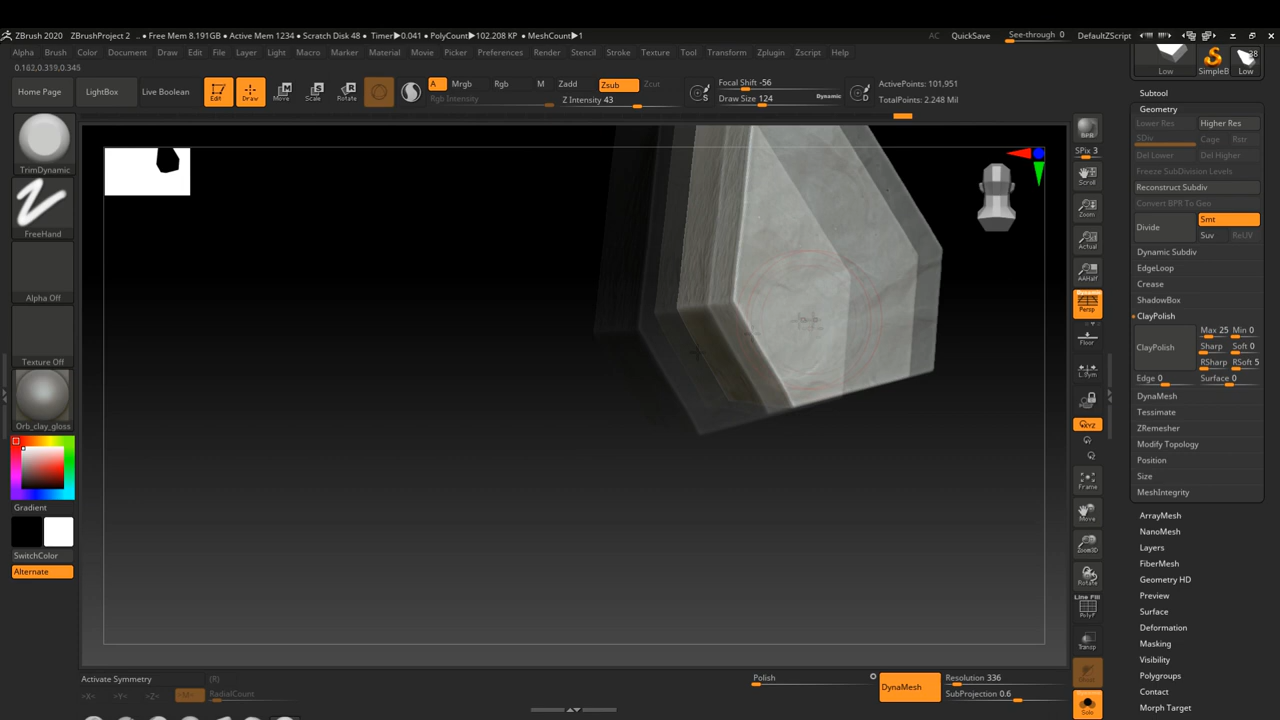 ZBrush 2020 ZBrushProject 2 .. • Free Mem 8.191GB • Active Mem 1234 • Scratch Disk 48 • Timer▶0.041 • PolyCount▶102.208 KP • MeshCount▶1 AC QuickSave See-through 0 DefaultZScript
Alpha Brush Color Document Draw Edit File Layer Light Macro Marker Material Movie Picker Preferences Render Stencil Stroke Texture Tool Transform Zplugin Zscript Help
0.162,0.319,0.345
Home Page LightBox Live Boolean Edit Draw Move Scale Rotate A Mrgb Rgb M Zadd Zsub Zcut Focal Shift -56 ActivePoints: 101,951
Rgb Intensity Z Intensity 43 Draw Size 124 Dynamic TotalPoints: 2.248 Mil
S D
Low SimpleB Low
38
TrimDynamic
FreeHand
Alpha Off
Texture Off
Orb_clay_gloss
Gradient
SwitchColor
Alternate
BPR
SPix 3
Scroll
Zoom
Actual
AAHalf
Dynamic
Persp
Floor
L.Sym
XYZ
Frame
Move
Zoom3D
Rotate
Line Fill
PolyF
Transp
Ghost
Solo
Subtool
Geometry
Lower Res Higher Res
SDiv Cage Rstr
Del Lower Del Higher
Freeze SubDivision Levels
Reconstruct Subdiv
Convert BPR To Geo
Divide Smt
Suv ReUV
Dynamic Subdiv
EdgeLoop
Crease
ShadowBox
ClayPolish
ClayPolish Max 25 Min 0
Sharp Soft 0
RSharp RSoft 5
Edge 0 Surface 0
DynaMesh
Tessimate
ZRemesher
Modify Topology
Position
Size
MeshIntegrity
ArrayMesh
NanoMesh
Layers
FiberMesh
Geometry HD
Preview
Surface
Deformation
Masking
Visibility
Polygroups
Contact
Morph Target
Activate Symmetry (R) Polish DynaMesh Resolution 336
>X< >Y< >Z< >M< RadialCount SubProjection 0.6